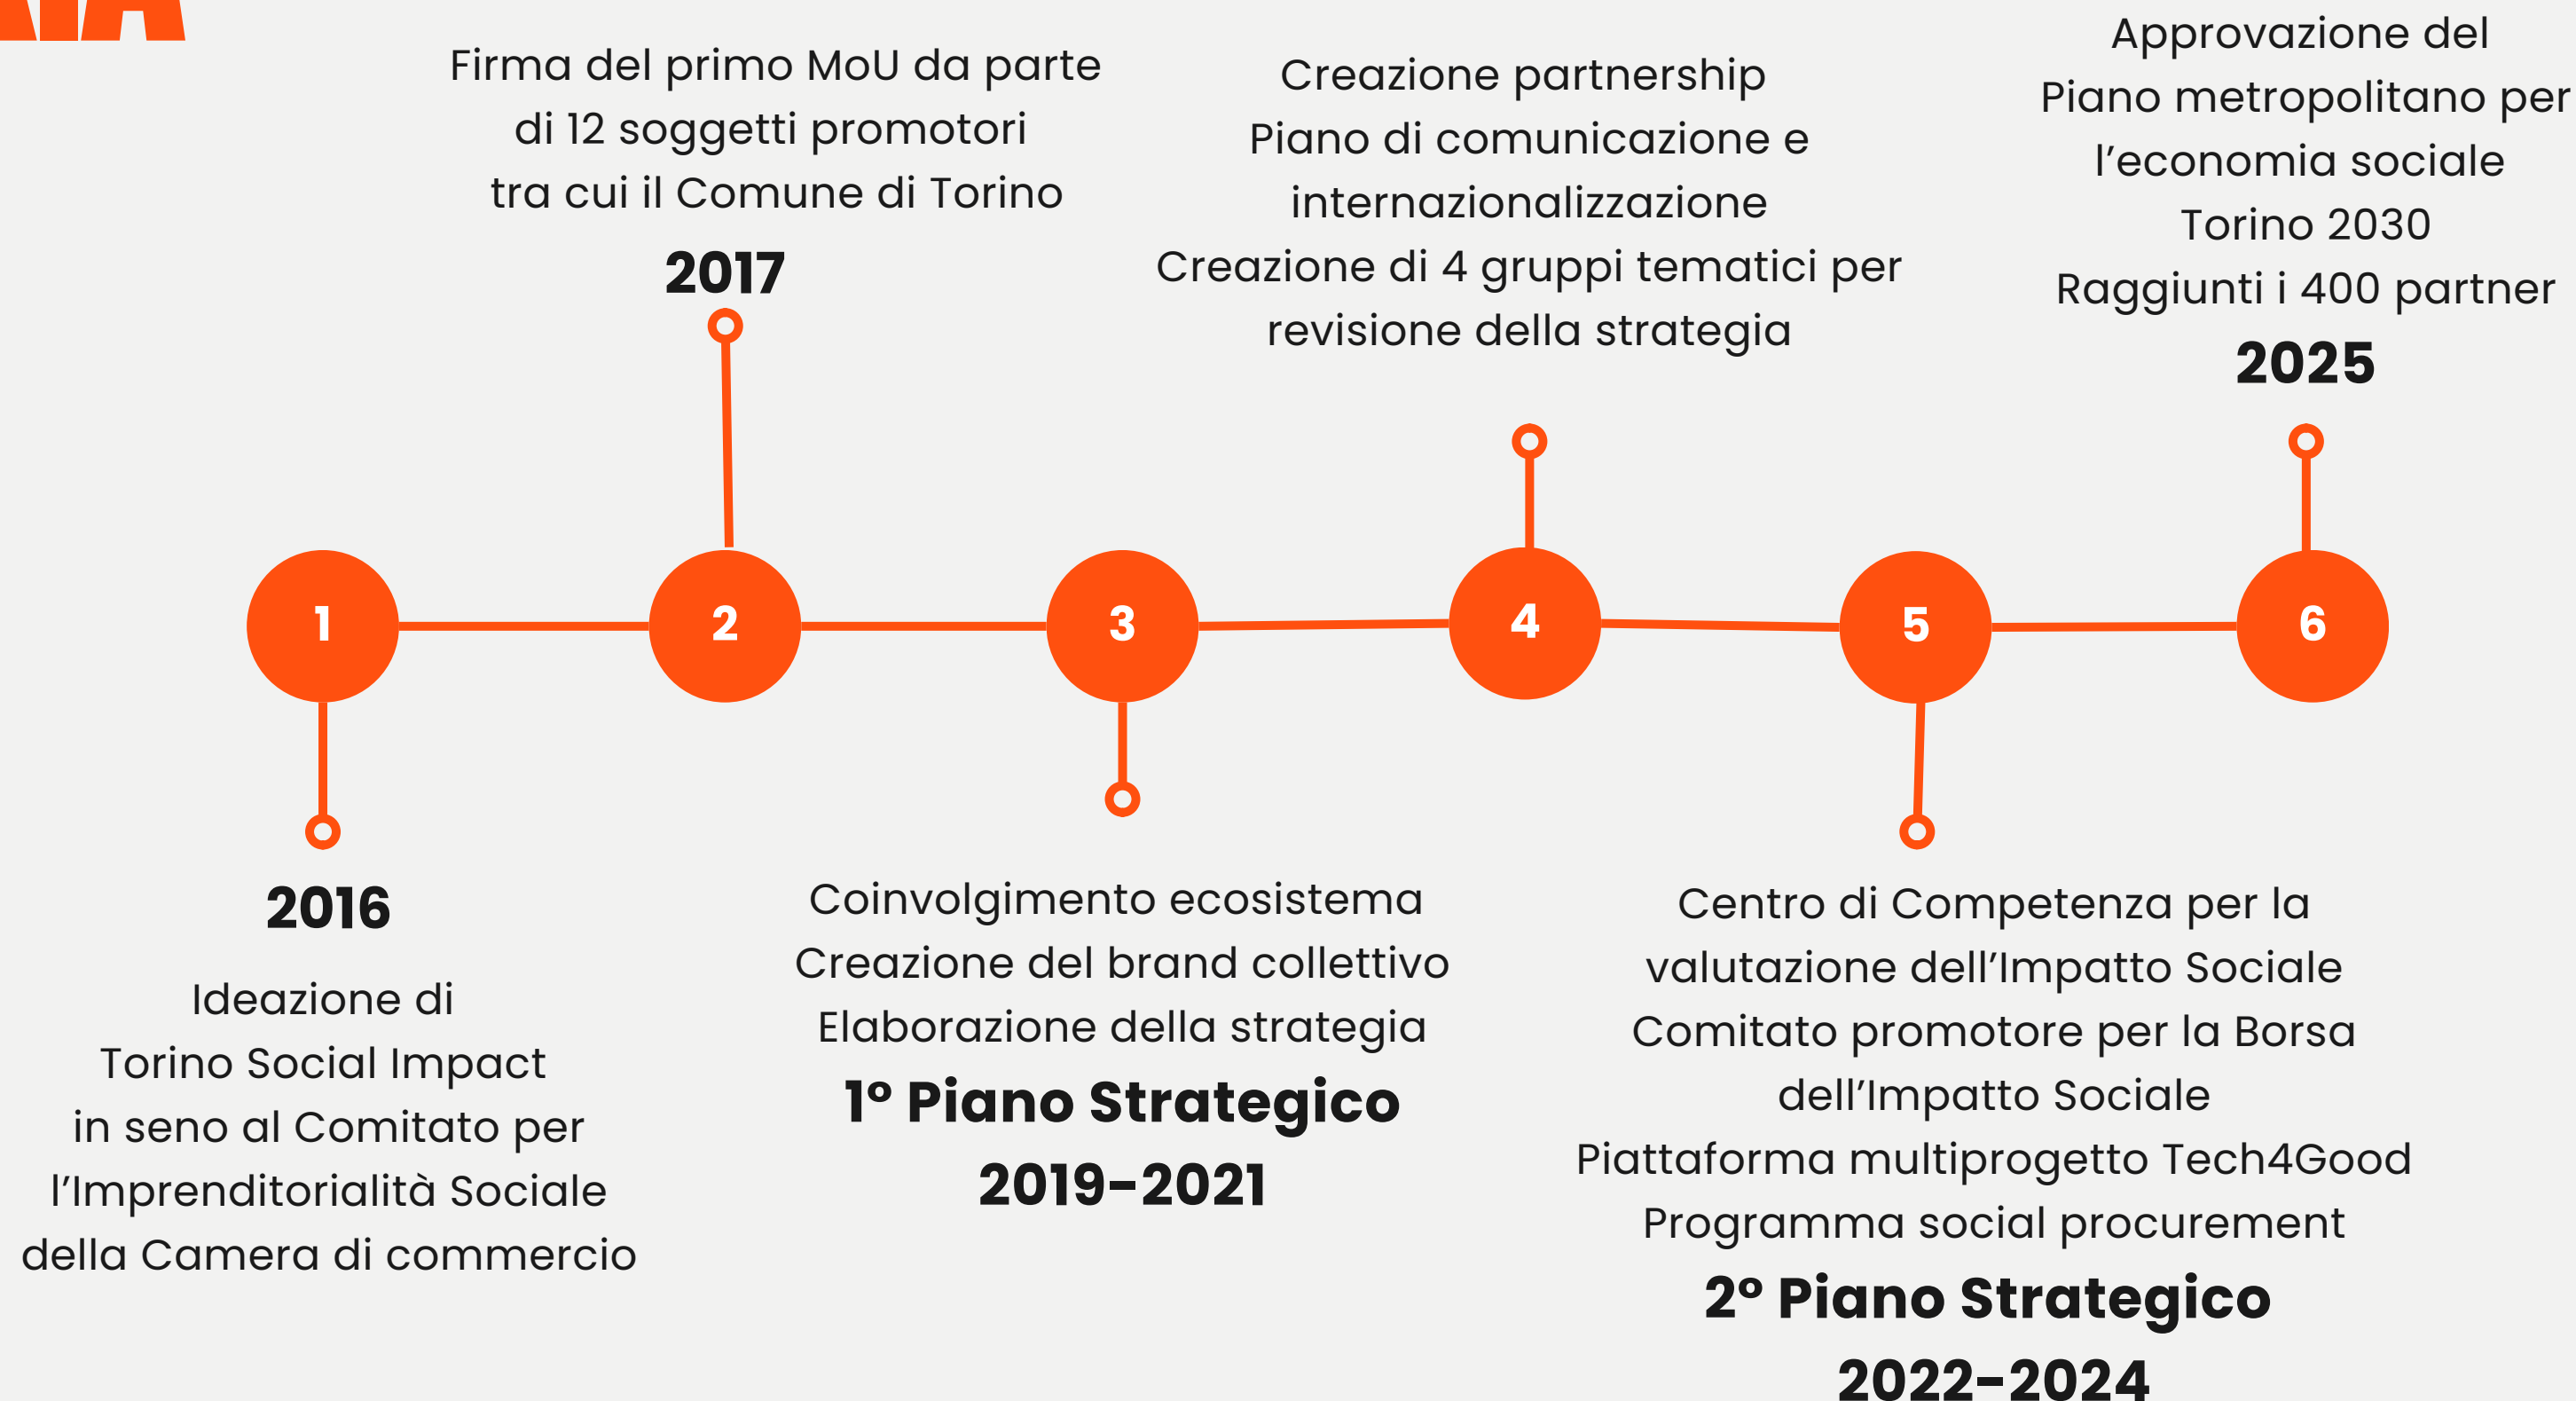 Firma del primo MoU da parte
di 12 soggetti promotori
tra cui il Comune di Torino
2017
Creazione partnership
Piano di comunicazione e
internazionalizzazione
Creazione di 4 gruppi tematici per
revisione della strategia
Approvazione del
Piano metropolitano per
l’economia sociale
Torino 2030
Raggiunti i 400 partner
2025
1
2
3
4
5
6
2016
Ideazione di
Torino Social Impact
in seno al Comitato per
l’Imprenditorialità Sociale
della Camera di commercio
Coinvolgimento ecosistema
Creazione del brand collettivo
Elaborazione della strategia
1° Piano Strategico
2019-2021
Centro di Competenza per la
valutazione dell’Impatto Sociale
Comitato promotore per la Borsa
dell’Impatto Sociale
Piattaforma multiprogetto Tech4Good
Programma social procurement
2° Piano Strategico
2022-2024